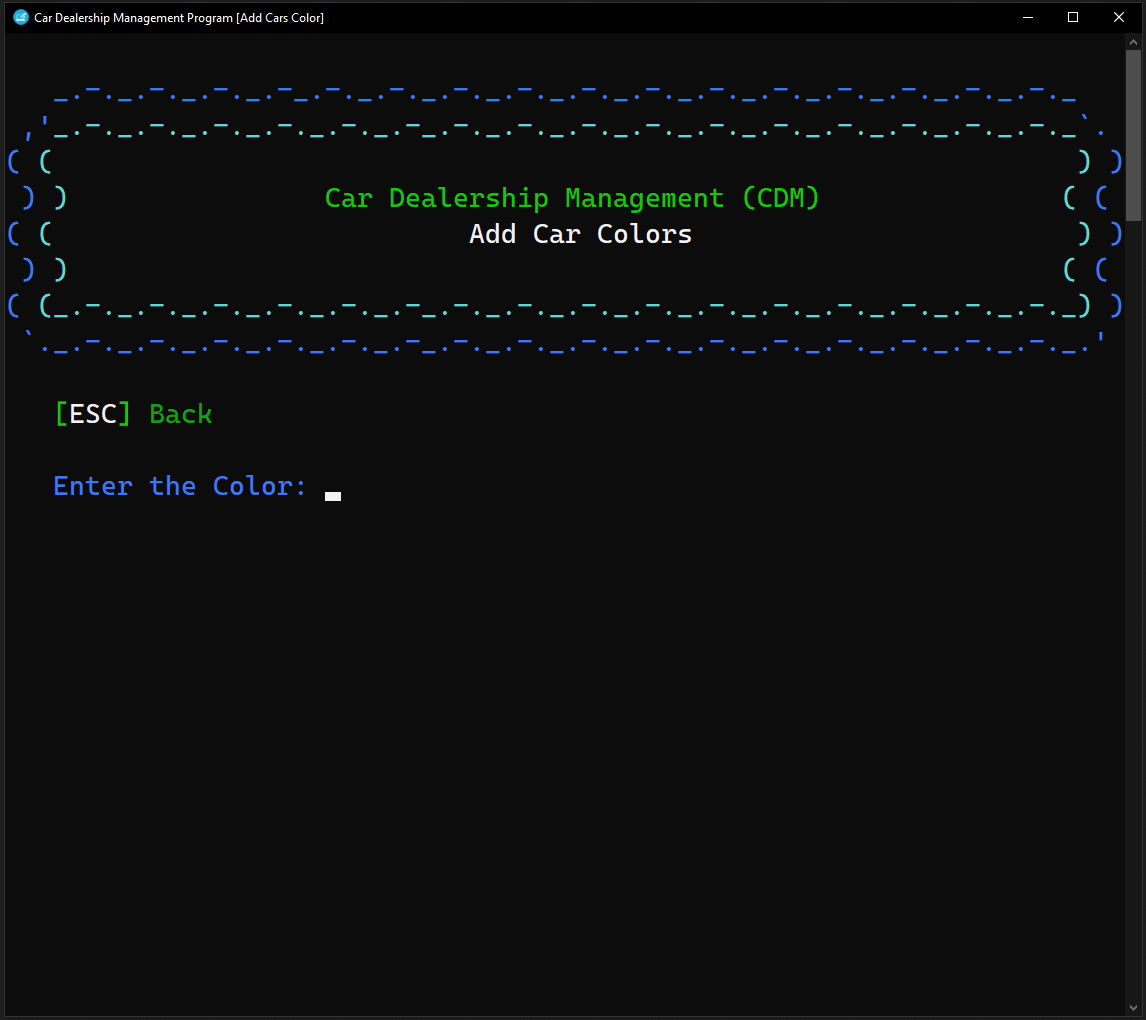 Car Dealership Management Program [Add Cars Color]
Car Dealership Management (CDM)
Add Car Colors
[ESC] Back
Enter the Color: